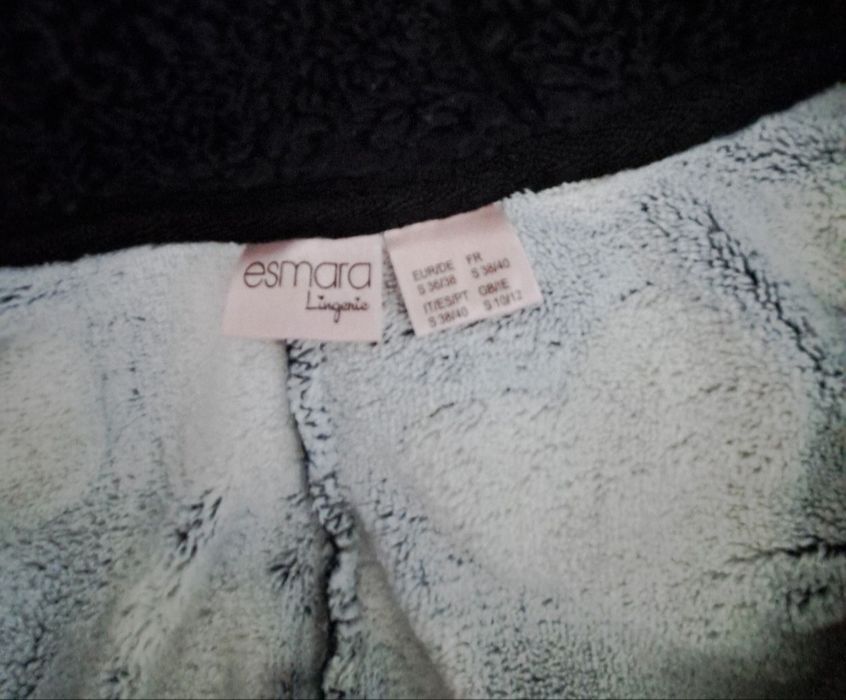 esmara
Lingerie
EUR/DE FR
S 36/38 S 38/40
IT/ES/PT GB/IE
S 38/40 S 10/12